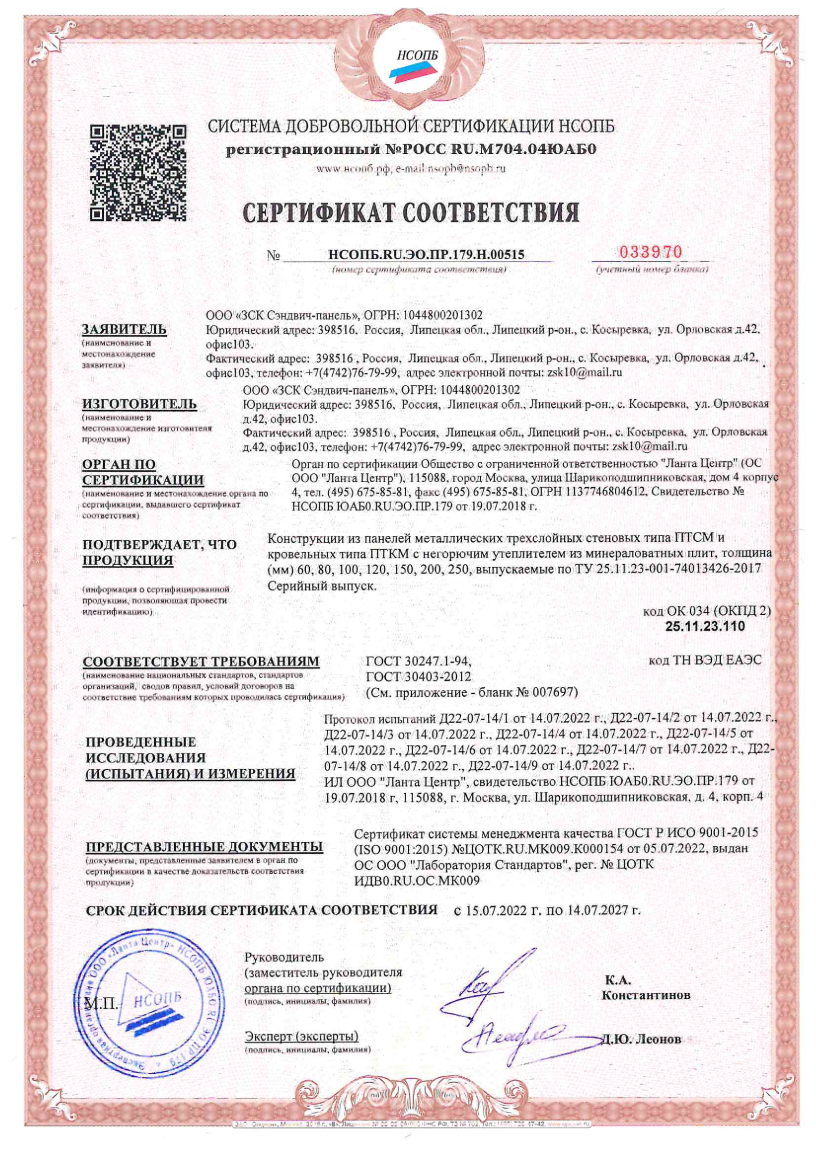 НСОПБ
СИСТЕМА ДОБРОВОЛЬНОЙ СЕРТИФИКАЦИИ НСОПБ
регистрационный №РОСС RU.М704.04ЮАБ0
www.нсопб.рф, e-mail:nsopb@nsopb.ru
СЕРТИФИКАТ СООТВЕТСТВИЯ
№ НСОПБ.RU.ЭО.ПР.179.Н.00515 033970
(номер сертификата соответствия) (учетный номер бланка)
ООО «ЗСК Сэндвич-панель», ОГРН: 1044800201302
ЗАЯВИТЕЛЬ
(наименование и
местонахождение
заявителя)
Юридический адрес: 398516, Россия, Липецкая обл., Липецкий р-он., с. Косыревка, ул. Орловская д.42,
офис103.
Фактический адрес: 398516 , Россия, Липецкая обл., Липецкий р-он., с. Косыревка, ул. Орловская д.42,
офис103, телефон: +7(4742)76-79-99, адрес электронной почты: zsk10@mail.ru
ООО «ЗСК Сэндвич-панель», ОГРН: 1044800201302
ИЗГОТОВИТЕЛЬ
(наименование и
местонахождение изготовителя
продукции)
Юридический адрес: 398516, Россия, Липецкая обл., Липецкий р-он., с. Косыревка, ул. Орловская
д.42, офис103.
Фактический адрес: 398516 , Россия, Липецкая обл., Липецкий р-он., с. Косыревка, ул. Орловская
д.42, офис103, телефон: +7(4742)76-79-99, адрес электронной почты: zsk10@mail.ru
ОРГАН ПО
СЕРТИФИКАЦИИ
(наименование и местонахождение органа по
сертификации, выдавшего сертификат
соответствия)
Орган по сертификации Общество с ограниченной ответственностью "Ланта Центр" (ОС
ООО "Ланта Центр"), 115088, город Москва, улица Шарикоподшипниковская, дом 4 корпус
4, тел. (495) 675-85-81, факс (495) 675-85-81, ОГРН 1137746804612, Свидетельство №
НСОПБ ЮАБ0.RU.ЭО.ПР.179 от 19.07.2018 г.
ПОДТВЕРЖДАЕТ, ЧТО
ПРОДУКЦИЯ
(информация о сертифицированной
продукции, позволяющая провести
идентификацию)
Конструкции из панелей металлических трехслойных стеновых типа ПТСМ и
кровельных типа ПТКМ с негорючим утеплителем из минераловатных плит, толщина
(мм) 60, 80, 100, 120, 150, 200, 250, выпускаемые по ТУ 25.11.23-001-74013426-2017
Серийный выпуск.
код ОК 034 (ОКПД 2)
25.11.23.110
СООТВЕТСТВУЕТ ТРЕБОВАНИЯМ
(наименование национальных стандартов, стандартов
организаций, сводов правил, условий договоров на
соответствие требованиям которых проводилась сертификация)
ГОСТ 30247.1-94,
ГОСТ 30403-2012
(См. приложение - бланк № 007697)
код ТН ВЭД ЕАЭС
ПРОВЕДЕННЫЕ
ИССЛЕДОВАНИЯ
(ИСПЫТАНИЯ) И ИЗМЕРЕНИЯ
Протокол испытаний Д22-07-14/1 от 14.07.2022 г., Д22-07-14/2 от 14.07.2022 г.,
Д22-07-14/3 от 14.07.2022 г., Д22-07-14/4 от 14.07.2022 г., Д22-07-14/5 от
14.07.2022 г., Д22-07-14/6 от 14.07.2022 г., Д22-07-14/7 от 14.07.2022 г., Д22-
07-14/8 от 14.07.2022 г., Д22-07-14/9 от 14.07.2022 г..
ИЛ ООО "Ланта Центр", свидетельство НСОПБ ЮАБ0.RU.ЭО.ПР.179 от
19.07.2018 г, 115088, г. Москва, ул. Шарикоподшипниковская, д. 4, корп. 4
ПРЕДСТАВЛЕННЫЕ ДОКУМЕНТЫ
(документы, представленные заявителем в орган по
сертификации в качестве доказательств соответствия
продукции)
Сертификат системы менеджмента качества ГОСТ Р ИСО 9001-2015
(ISO 9001:2015) №ЦОТК.RU.МК009.К000154 от 05.07.2022, выдан
ОС ООО "Лаборатория Стандартов", рег. № ЦОТК
ИДВ0.RU.ОС.МК009
СРОК ДЕЙСТВИЯ СЕРТИФИКАТА СООТВЕТСТВИЯ с 15.07.2022 г. по 14.07.2027 г.
Руководитель
(заместитель руководителя
органа по сертификации)
(подпись, инициалы, фамилия)
К.А.
Константинов
М.П.
НСОПБ
Эксперт (эксперты)
(подпись, инициалы, фамилия)
Д.Ю. Леонов